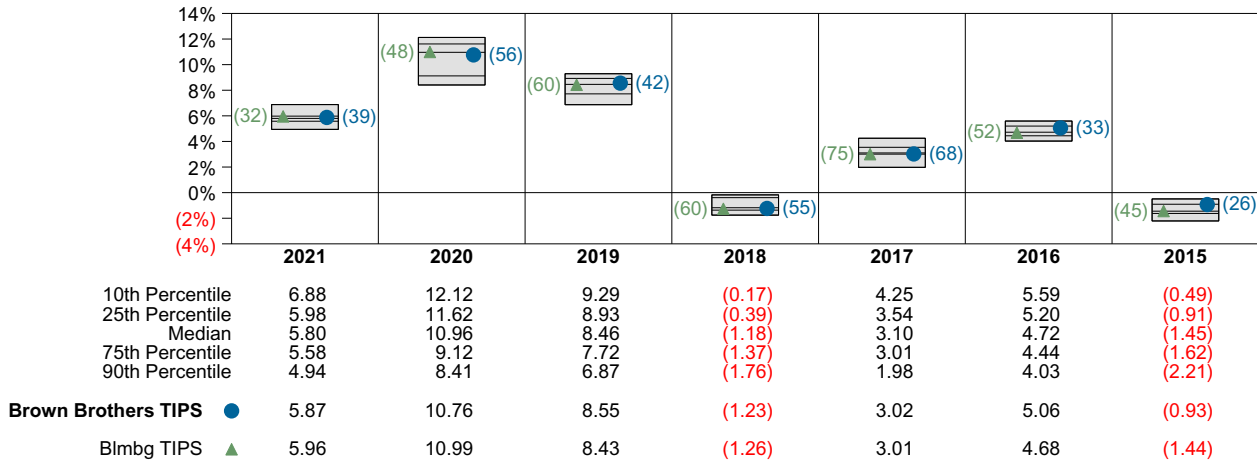 14%
12%
10%
8%
6%
4%
2%
0%
(2%)
(4%)
(32) (39)
(48) (56)
(60) (42)
(60) (55)
(75) (68)
(52) (33)
(45) (26)
2021 2020 2019 2018 2017 2016 2015
10th Percentile 6.88 12.12 9.29 (0.17) 4.25 5.59 (0.49)
25th Percentile 5.98 11.62 8.93 (0.39) 3.54 5.20 (0.91)
Median 5.80 10.96 8.46 (1.18) 3.10 4.72 (1.45)
75th Percentile 5.58 9.12 7.72 (1.37) 3.01 4.44 (1.62)
90th Percentile 4.94 8.41 6.87 (1.76) 1.98 4.03 (2.21)
Brown Brothers TIPS 5.87 10.76 8.55 (1.23) 3.02 5.06 (0.93)
Blmbg TIPS 5.96 10.99 8.43 (1.26) 3.01 4.68 (1.44)